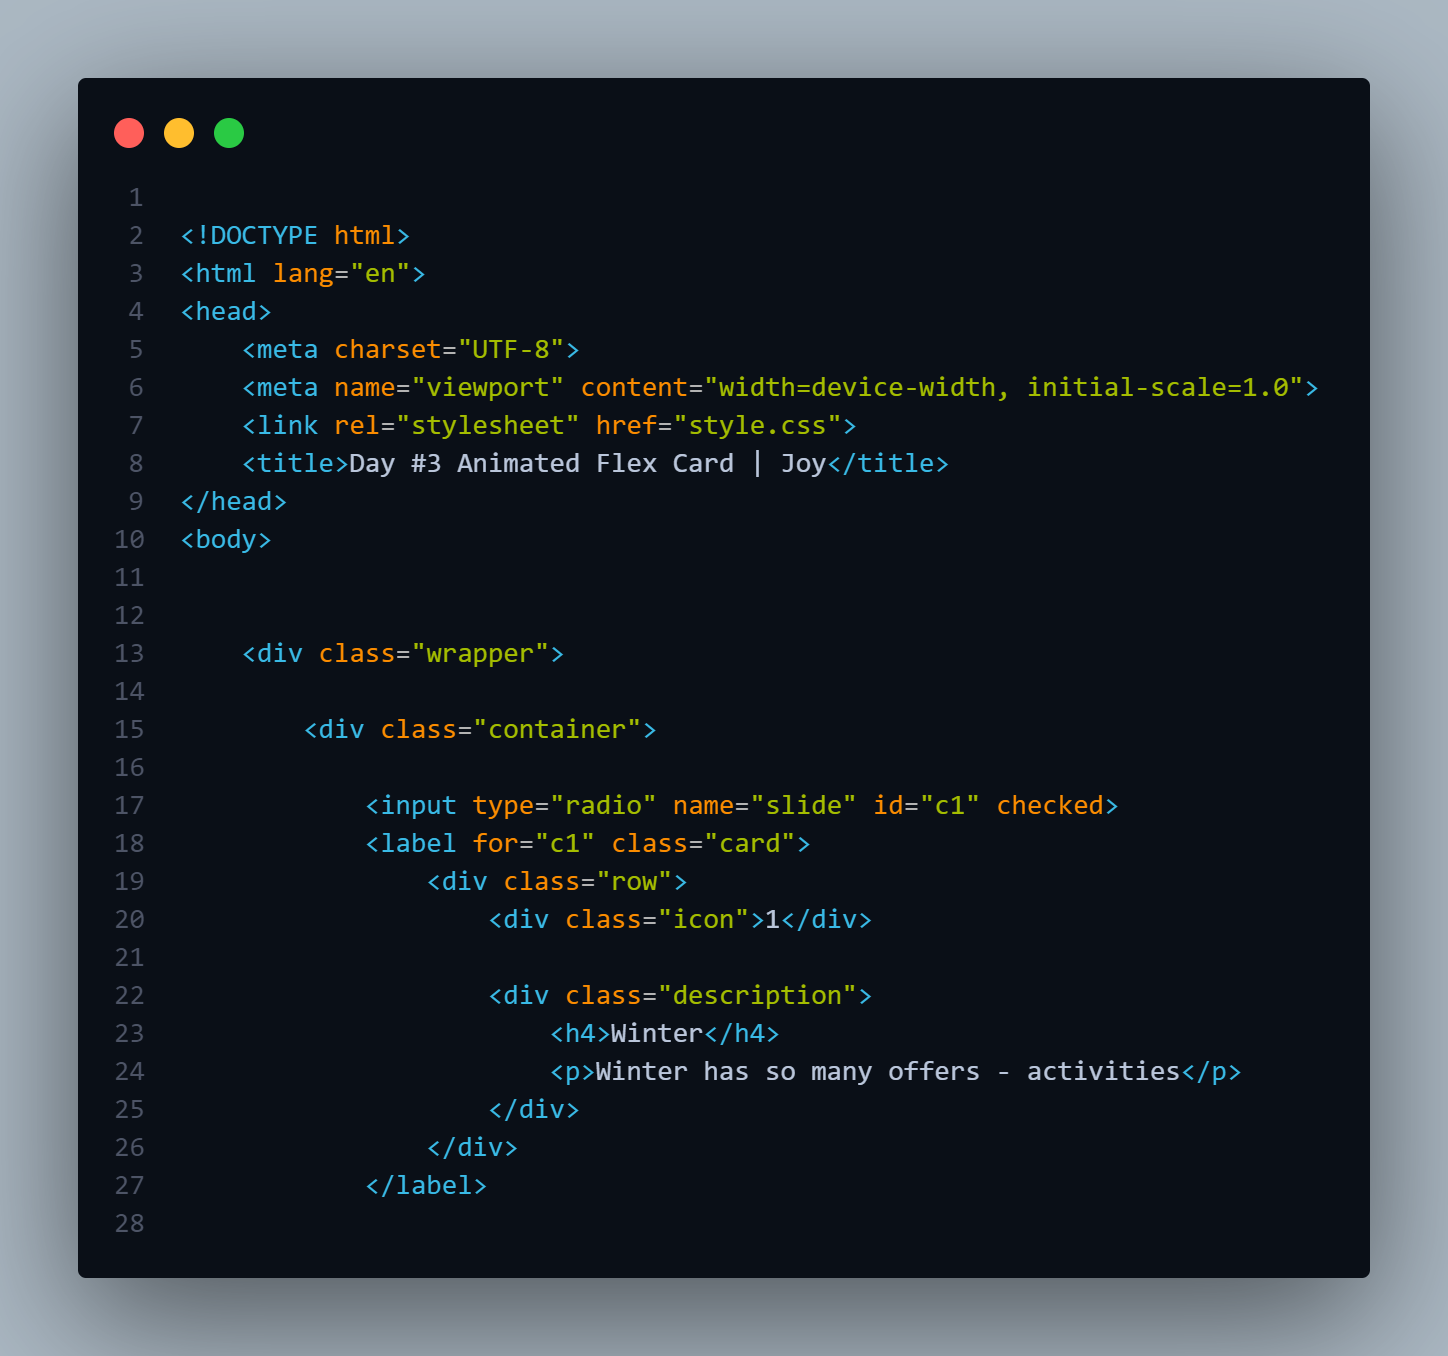 1
2 <!DOCTYPE html>
3 <html lang="en">
4 <head>
5     <meta charset="UTF-8">
6     <meta name="viewport" content="width=device-width, initial-scale=1.0">
7     <link rel="stylesheet" href="style.css">
8     <title>Day #3 Animated Flex Card | Joy</title>
9 </head>
10 <body>
11
12
13     <div class="wrapper">
14
15         <div class="container">
16
17             <input type="radio" name="slide" id="c1" checked>
18             <label for="c1" class="card">
19                 <div class="row">
20                     <div class="icon">1</div>
21
22                     <div class="description">
23                         <h4>Winter</h4>
24                         <p>Winter has so many offers - activities</p>
25                     </div>
26                 </div>
27             </label>
28